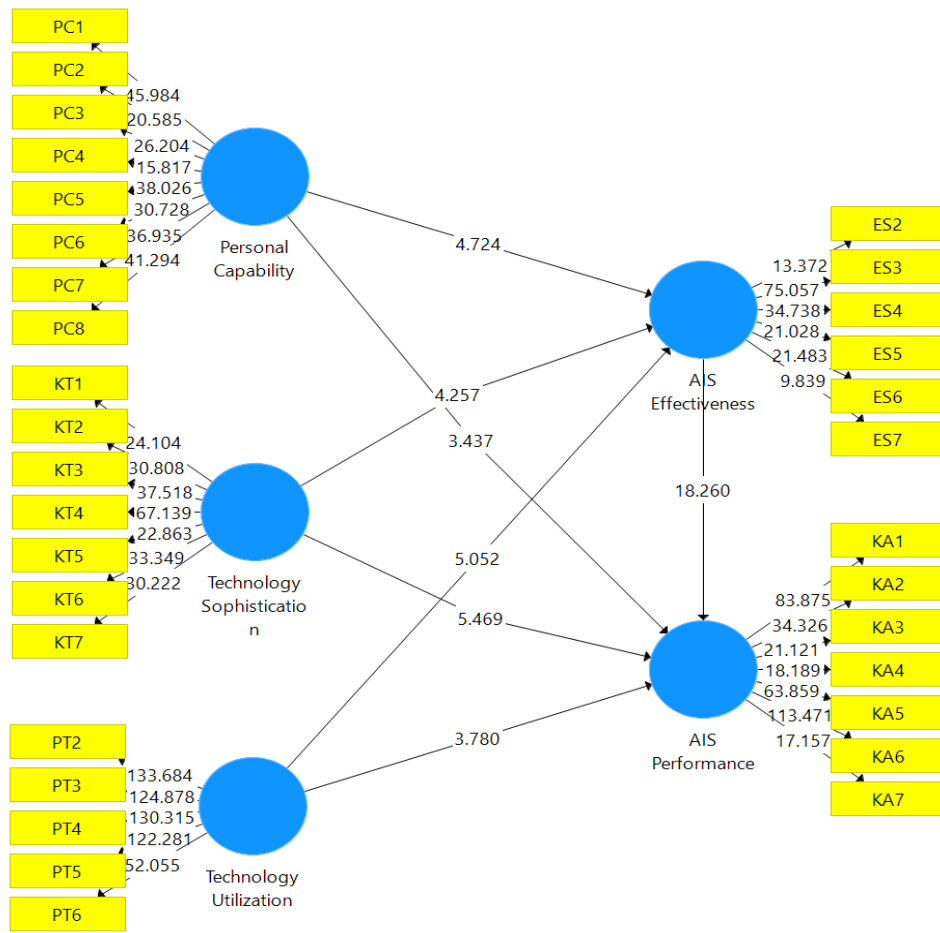 PC1
PC2
PC3
PC4
PC5
PC6
PC7
PC8
45.984
20.585
26.204
15.817
38.026
30.728
36.935
41.294
Personal
Capability
KT1
KT2
KT3
KT4
KT5
KT6
KT7
24.104
30.808
37.518
67.139
22.863
33.349
30.222
Technology
Sophisticatio
n
PT2
PT3
PT4
PT5
PT6
133.684
124.878
130.315
122.281
52.055
Technology
Utilization
4.724
4.257
3.437
5.052
5.469
3.780
18.260
AIS
Effectiveness
13.372
75.057
34.738
21.028
21.483
9.839
ES2
ES3
ES4
ES5
ES6
ES7
AIS
Performance
83.875
34.326
21.121
18.189
63.859
113.471
17.157
KA1
KA2
KA3
KA4
KA5
KA6
KA7